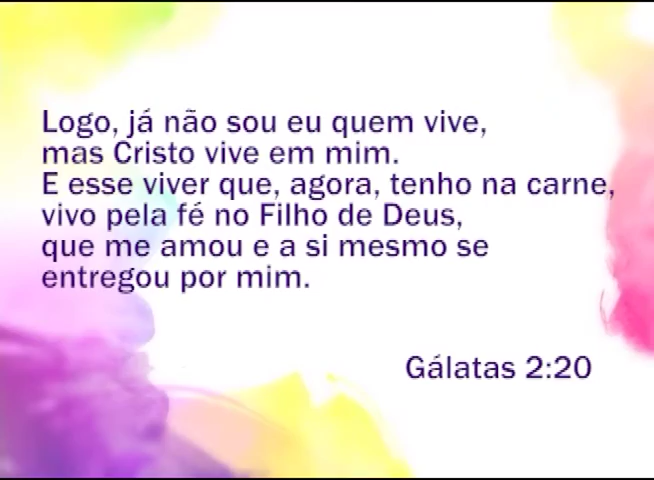 Logo, já não sou eu quem vive,
mas Cristo vive em mim.
E esse viver que, agora, tenho na carne,
vivo pela fé no Filho de Deus,
que me amou e a si mesmo se
entregou por mim.
Gálatas 2:20